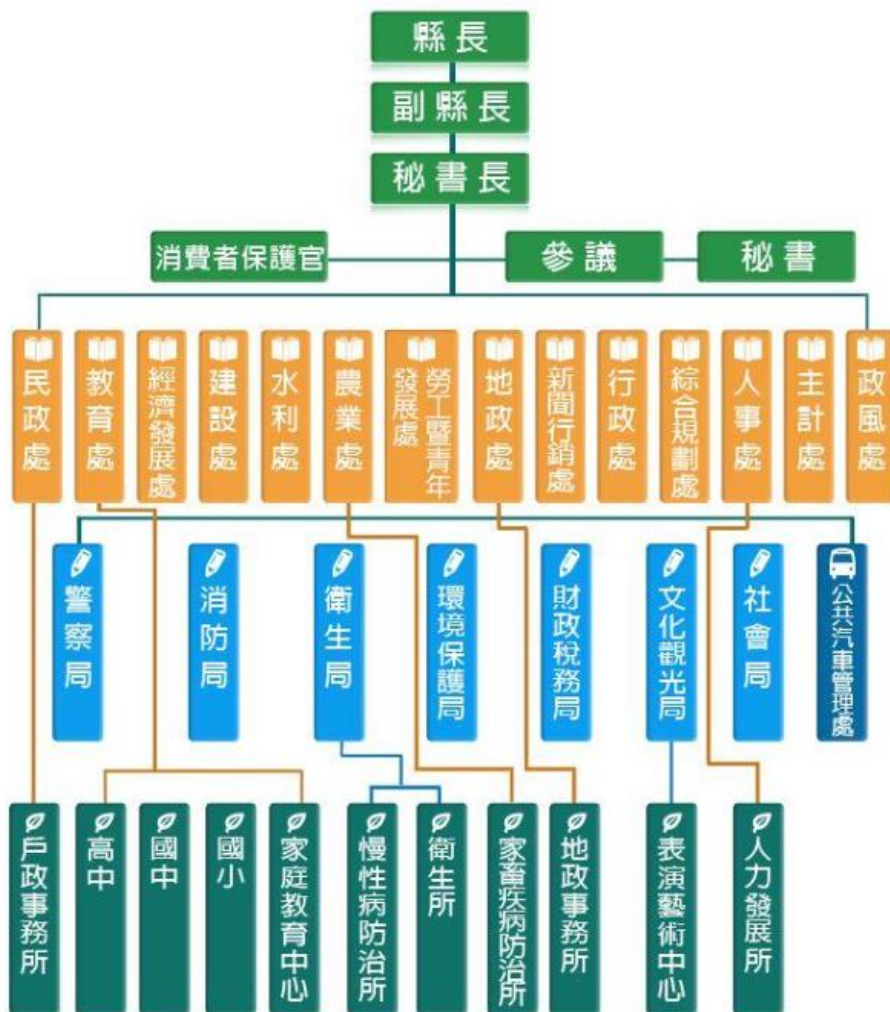 縣長
副縣長
秘書長
消費者保護官
參議
秘書
民政處
教育處
經濟發展處
建設處
水利處
農業處
勞工暨青年
發展處
地政處
新聞行銷處
行政處
綜合規劃處
人事處
主計處
政風處
警察局
消防局
衛生局
環境保護局
財政稅務局
文化觀光局
社會局
公共汽車管理處
戶政事務所
高中
國中
國小
家庭教育中心
慢性病防治所
衛生所
家畜疾病防治所
地政事務所
表演藝術中心
人力發展所